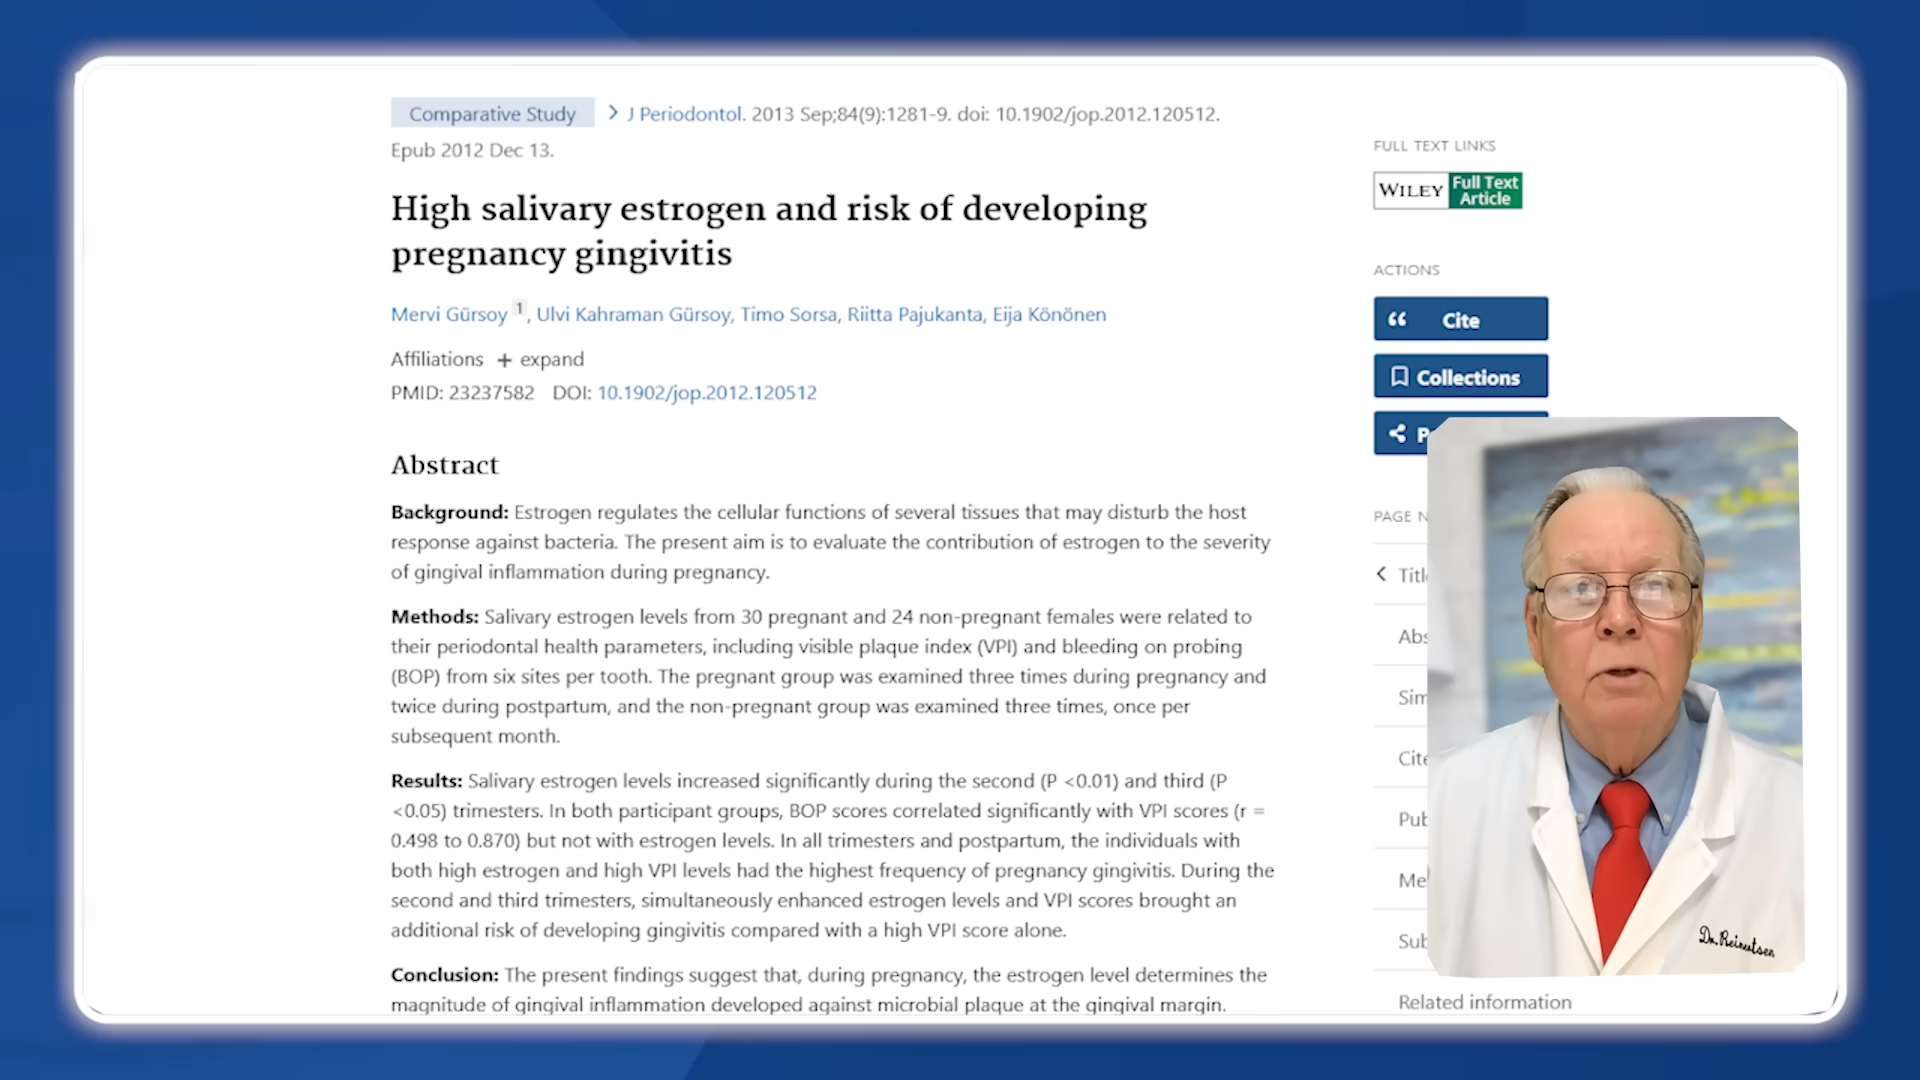 Comparative Study > J Periodontol. 2013 Sep;84(9):1281-9. doi: 10.1902/jop.2012.120512.
Epub 2012 Dec 13.
High salivary estrogen and risk of developing
pregnancy gingivitis
Mervi Gürsoy 1, Ulvi Kahraman Gürsoy, Timo Sorsa, Riitta Pajukanta, Eija Könönen
Affiliations + expand
PMID: 23237582 DOI: 10.1902/jop.2012.120512
Abstract
Background: Estrogen regulates the cellular functions of several tissues that may disturb the host
response against bacteria. The present aim is to evaluate the contribution of estrogen to the severity
of gingival inflammation during pregnancy.
Methods: Salivary estrogen levels from 30 pregnant and 24 non-pregnant females were related to
their periodontal health parameters, including visible plaque index (VPI) and bleeding on probing
(BOP) from six sites per tooth. The pregnant group was examined three times during pregnancy and
twice during postpartum, and the non-pregnant group was examined three times, once per
subsequent month.
Results: Salivary estrogen levels increased significantly during the second (P <0.01) and third (P
<0.05) trimesters. In both participant groups, BOP scores correlated significantly with VPI scores (r =
0.498 to 0.870) but not with estrogen levels. In all trimesters and postpartum, the individuals with
both high estrogen and high VPI levels had the highest frequency of pregnancy gingivitis. During the
second and third trimesters, simultaneously enhanced estrogen levels and VPI scores brought an
additional risk of developing gingivitis compared with a high VPI score alone.
Conclusion: The present findings suggest that, during pregnancy, the estrogen level determines the
magnitude of gingival inflammation developed against microbial plaque at the gingival margin.
FULL TEXT LINKS
WILEY Full Text
Article
ACTIONS
Cite
Collections
P
PAGE N
Titl
Abs
Sim
Cite
Pub
Me
Sub
Related information
Dr. Reinertsen